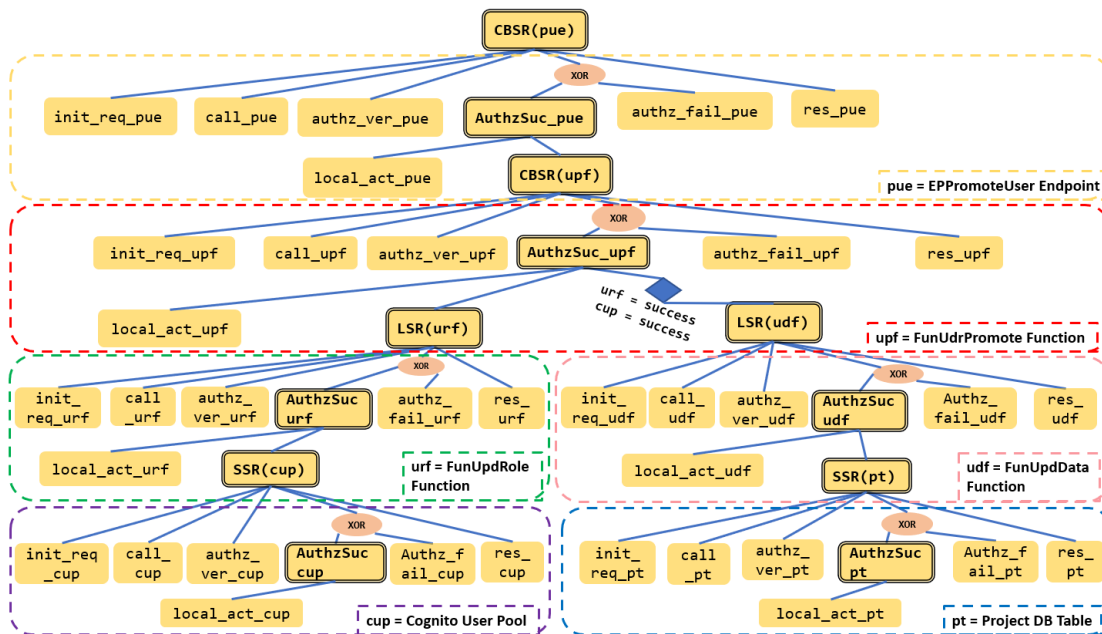 CBSR(pue)
XOR
init_req_pue
call_pue
authz_ver_pue
AuthzSuc_pue
authz_fail_pue
res_pue
local_act_pue
CBSR(upf)
pue = EPPromoteUser Endpoint
XOR
init_req_upf
call_upf
authz_ver_upf
AuthzSuc_upf
authz_fail_upf
res_upf
urf = success
cup = success
local_act_upf
LSR(urf)
LSR(udf)
upf = FunUdrPromote Function
XOR
init_
req_urf
call
_urf
authz_
ver_urf
AuthzSuc
urf
authz_
fail_urf
res_
urf
local_act_urf
SSR(cup)
urf = FunUpdRole
Function
XOR
init_
req_udf
call_
udf
authz_
ver_udf
AuthzSuc
udf
Auth_
fail_udf
res_
udf
local_act_udf
SSR(pt)
udf = FunUpdData
Function
XOR
init_req
_cup
call_
cup
authz_
ver_cup
AuthzSuc
cup
Authz_f
ail_cup
res_
cup
local_act_cup
cup = Cognito User Pool
XOR
init_
req_pt
call
_pt
authz_
ver_pt
AuthzSuc
pt
Authz_f
ail_pt
res_
pt
local_act_pt
pt = Project DB Table